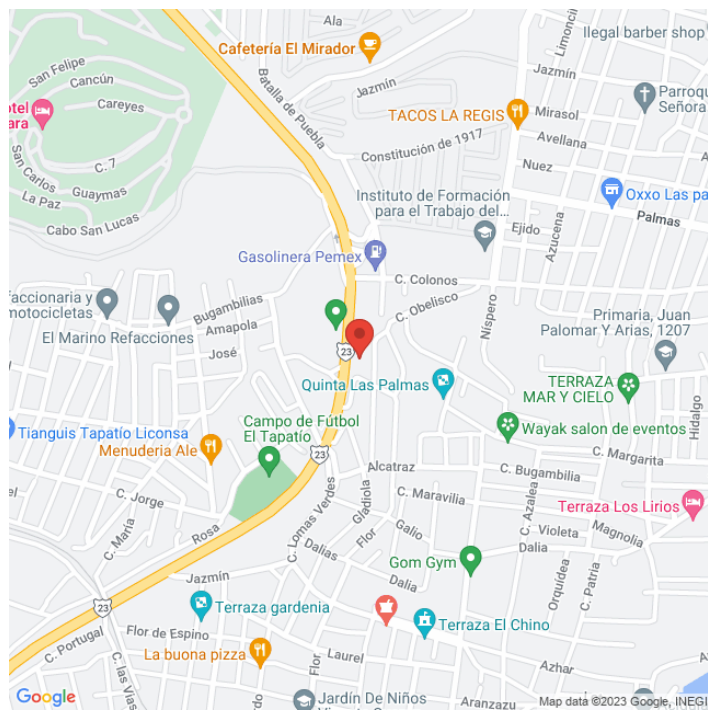 Ala
Ilegal barber shop
Limoncil
Cafetería El Mirador
San Felipe
Cancún
Batalla de Puebla
Jazmín
Jazmín
Careyes
otel
ara
TACOS LA REGIS
Mirasol
Parroqu
Señora
Avellana
Constitución de 1917
C. 7
San Carlos
Guaymas
Nuez
La Paz
Instituto de Formación
para el Trabajo del...
Oxxo Las pa
Palmas
Azucena
Cabo San Lucas
Ejido
Gasolinera Pemex
C. Colonos
faccionaria y
motocicletas
Bugambilias
C. Obelisco
Níspero
Amapola
El Marino Refacciones
Primaria, Juan
Palomar Y Arias, 1207
José
23
Quinta Las Palmas
TERRAZA
MAR Y CIELO
Hidalgo
Campo de Fútbol
El Tapatío
Wayak salon de eventos
Tianguis Tapatío Liconsa
Menuderia Ale
23
C. Margarita
Alcatraz
C. Bugambilia
C. Jorge
C. Maravilia
Gladiola
C. Lomas Verdes
C. Azalea
Terraza Los Lirios
C. María
Rosa
Flor
Galio
Violeta
Magnolia
Dalias
Dalia
Gom Gym
Jazmín
Dalia
Orquídea
C. Patria
23
Terraza gardenia
C. Portugal
Flor de Espino
Terraza El Chino
C. las Vías
La buona pizza
Flor
Laurel
Azhar
Google
Jardín De Niños
Aranzazu
Map data ©2023 Google, INEGI